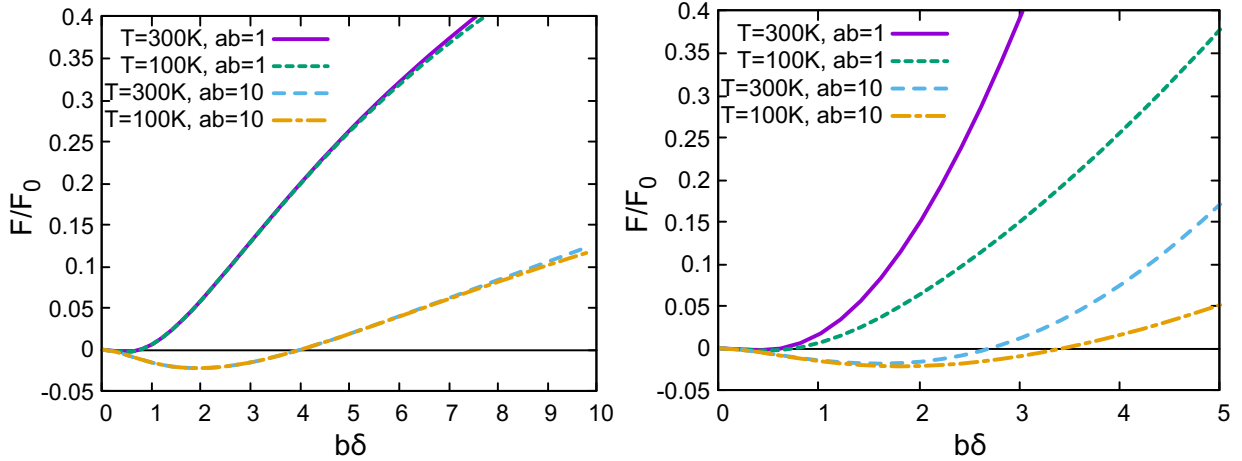 0.4
0.35
0.3
0.25
0.2
0.15
0.1
0.05
0
-0.05
F/F0
T=300K, ab=1
T=100K, ab=1
T=300K, ab=10
T=100K, ab=10
0 1 2 3 4 5 6 7 8 9 10
bδ
0.4
0.35
0.3
0.25
0.2
0.15
0.1
0.05
0
-0.05
F/F0
T=300K, ab=1
T=100K, ab=1
T=300K, ab=10
T=100K, ab=10
0 1 2 3 4 5
bδ